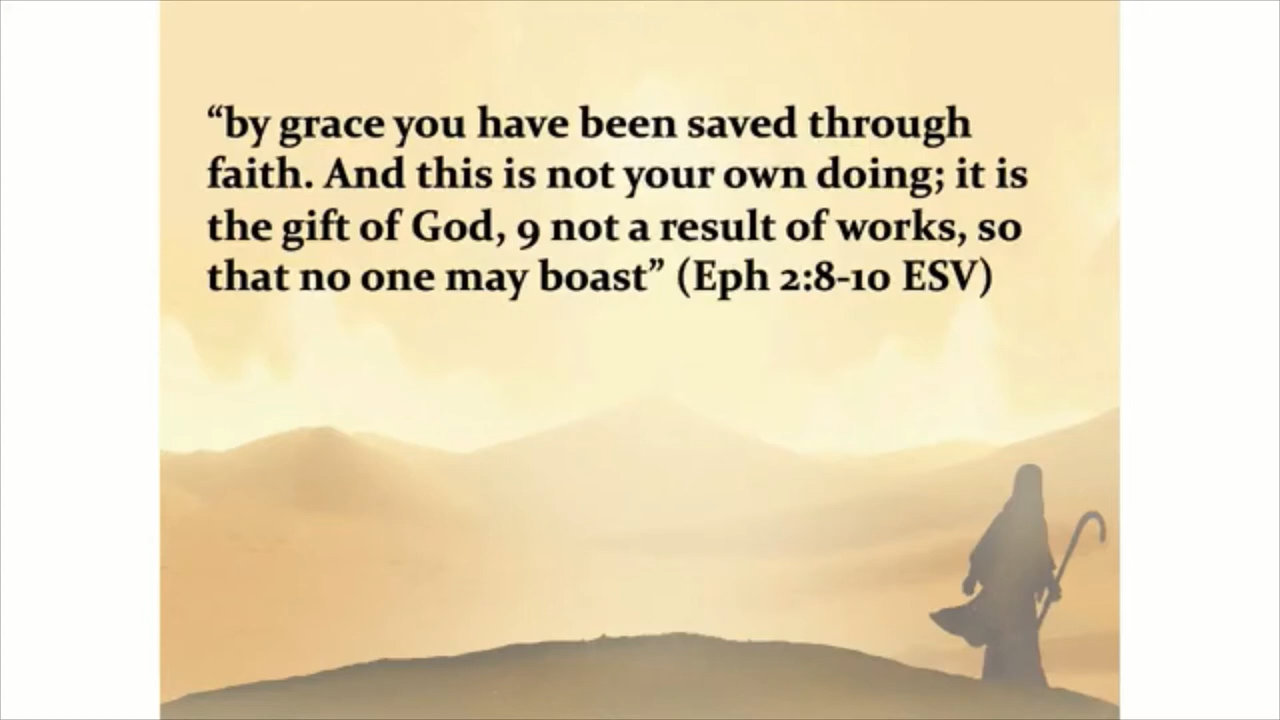 “by grace you have been saved through
faith. And this is not your own doing; it is
the gift of God, 9 not a result of works, so
that no one may boast” (Eph 2:8-10 ESV)